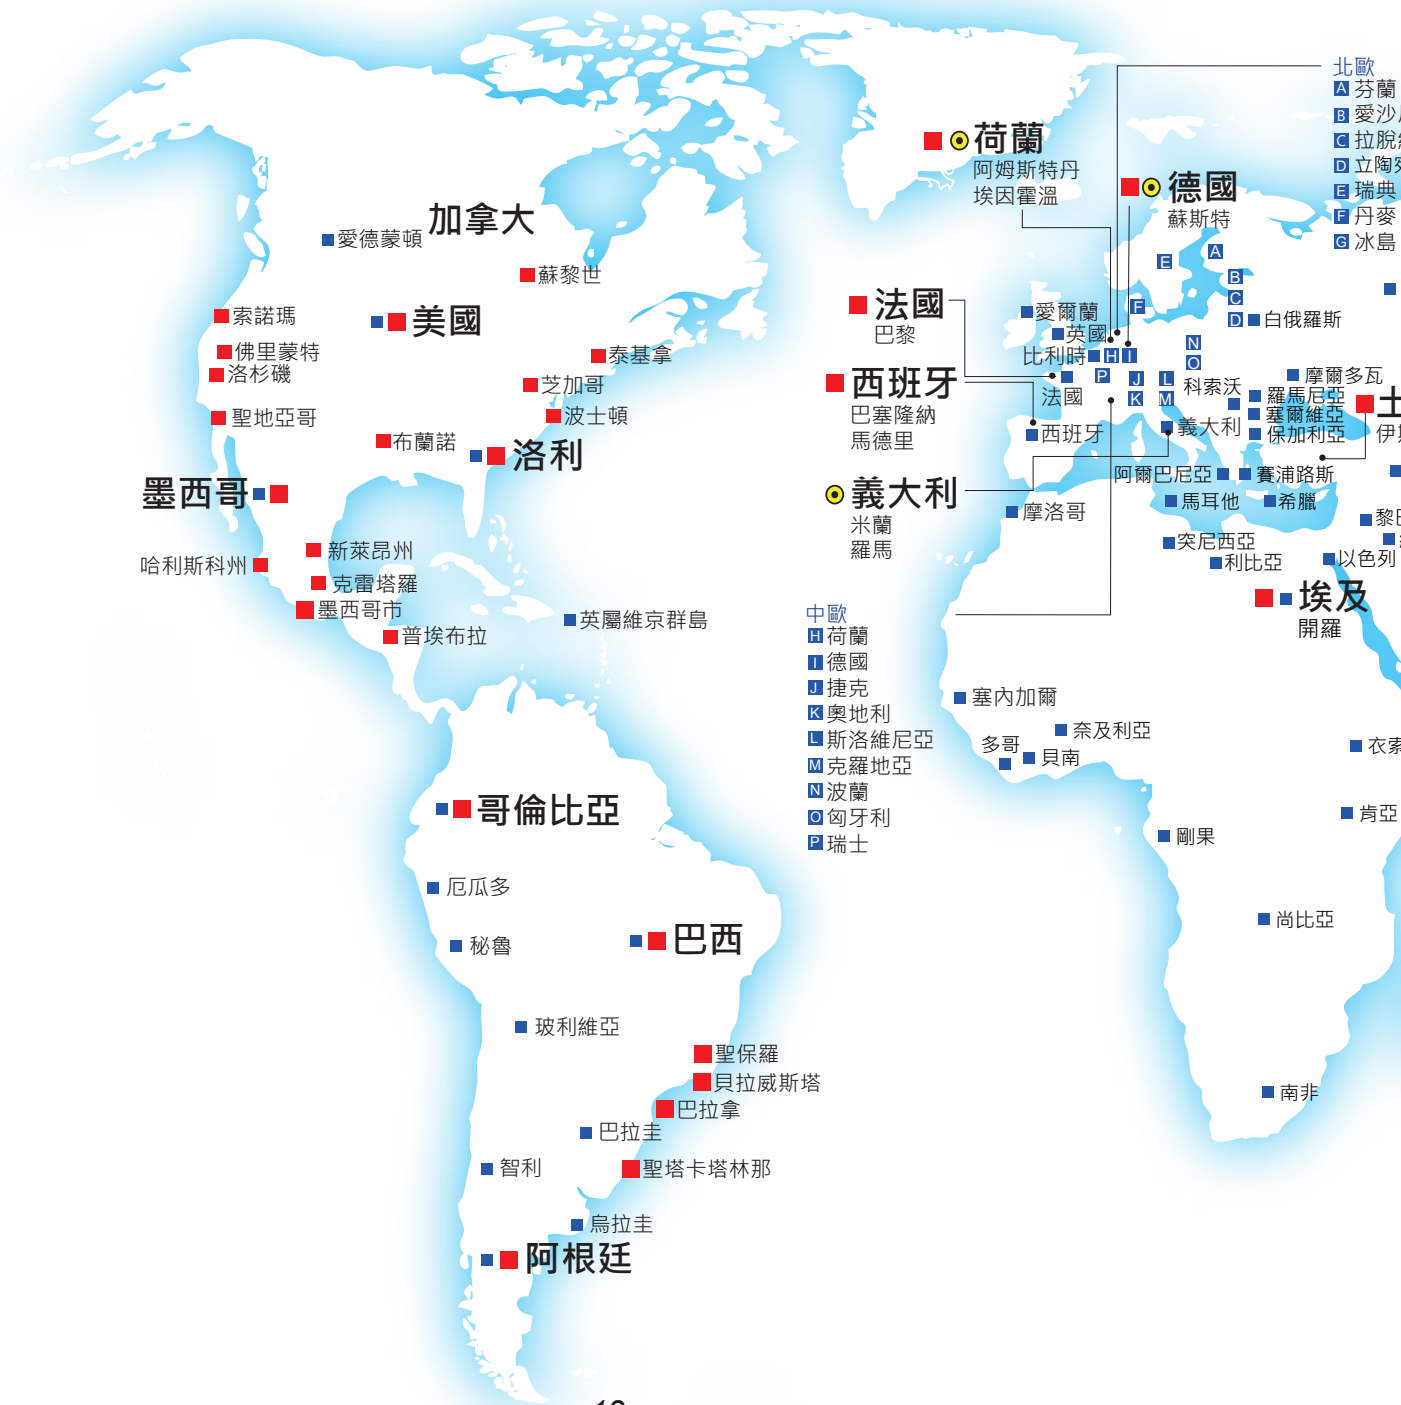 加拿大
愛德蒙頓
蘇黎世
索諾瑪
美國
佛里蒙特
洛杉磯
泰基拿
芝加哥
聖地亞哥
波士頓
布蘭諾
洛利
墨西哥
新萊昂州
哈利斯科州
克雷塔羅
墨西哥市
普埃布拉
英屬維京群島
哥倫比亞
厄瓜多
巴西
秘魯
玻利維亞
聖保羅
貝拉威斯塔
巴拉拿
巴拉圭
智利
聖塔卡塔林那
烏拉圭
阿根廷
荷蘭
阿姆斯特丹
埃因霍溫
德國
蘇斯特
法國
巴黎
西班牙
巴塞隆納
馬德里
義大利
米蘭
羅馬
北歐
A 芬蘭
B 愛沙
C 拉脫
D 立陶
E 瑞典
F 丹麥
G 冰島
A
E
B
C
D
F
愛爾蘭
英國
白俄羅斯
比利時
H
I
N
O
P
J
L
K
M
法國
科索沃
摩爾多瓦
羅馬尼亞
塞爾維亞
保加利亞
土
伊
西班牙
義大利
阿爾巴尼亞
賽浦路斯
馬耳他
希臘
摩洛哥
突尼西亞
利比亞
以色列
黎
埃及
開羅
中歐
H 荷蘭
I 德國
J 捷克
K 奧地利
L 斯洛維尼亞
M 克羅地亞
N 波蘭
O 匈牙利
P 瑞士
塞內加爾
奈及利亞
多哥
貝南
衣索
肯亞
剛果
尚比亞
南非